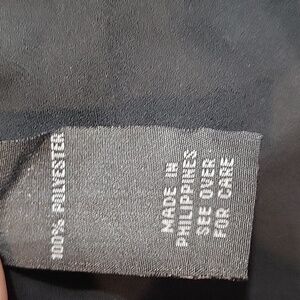 100% POLYESTER
MADE IN
PHILIPPINES
SEE OVER
FOR CARE